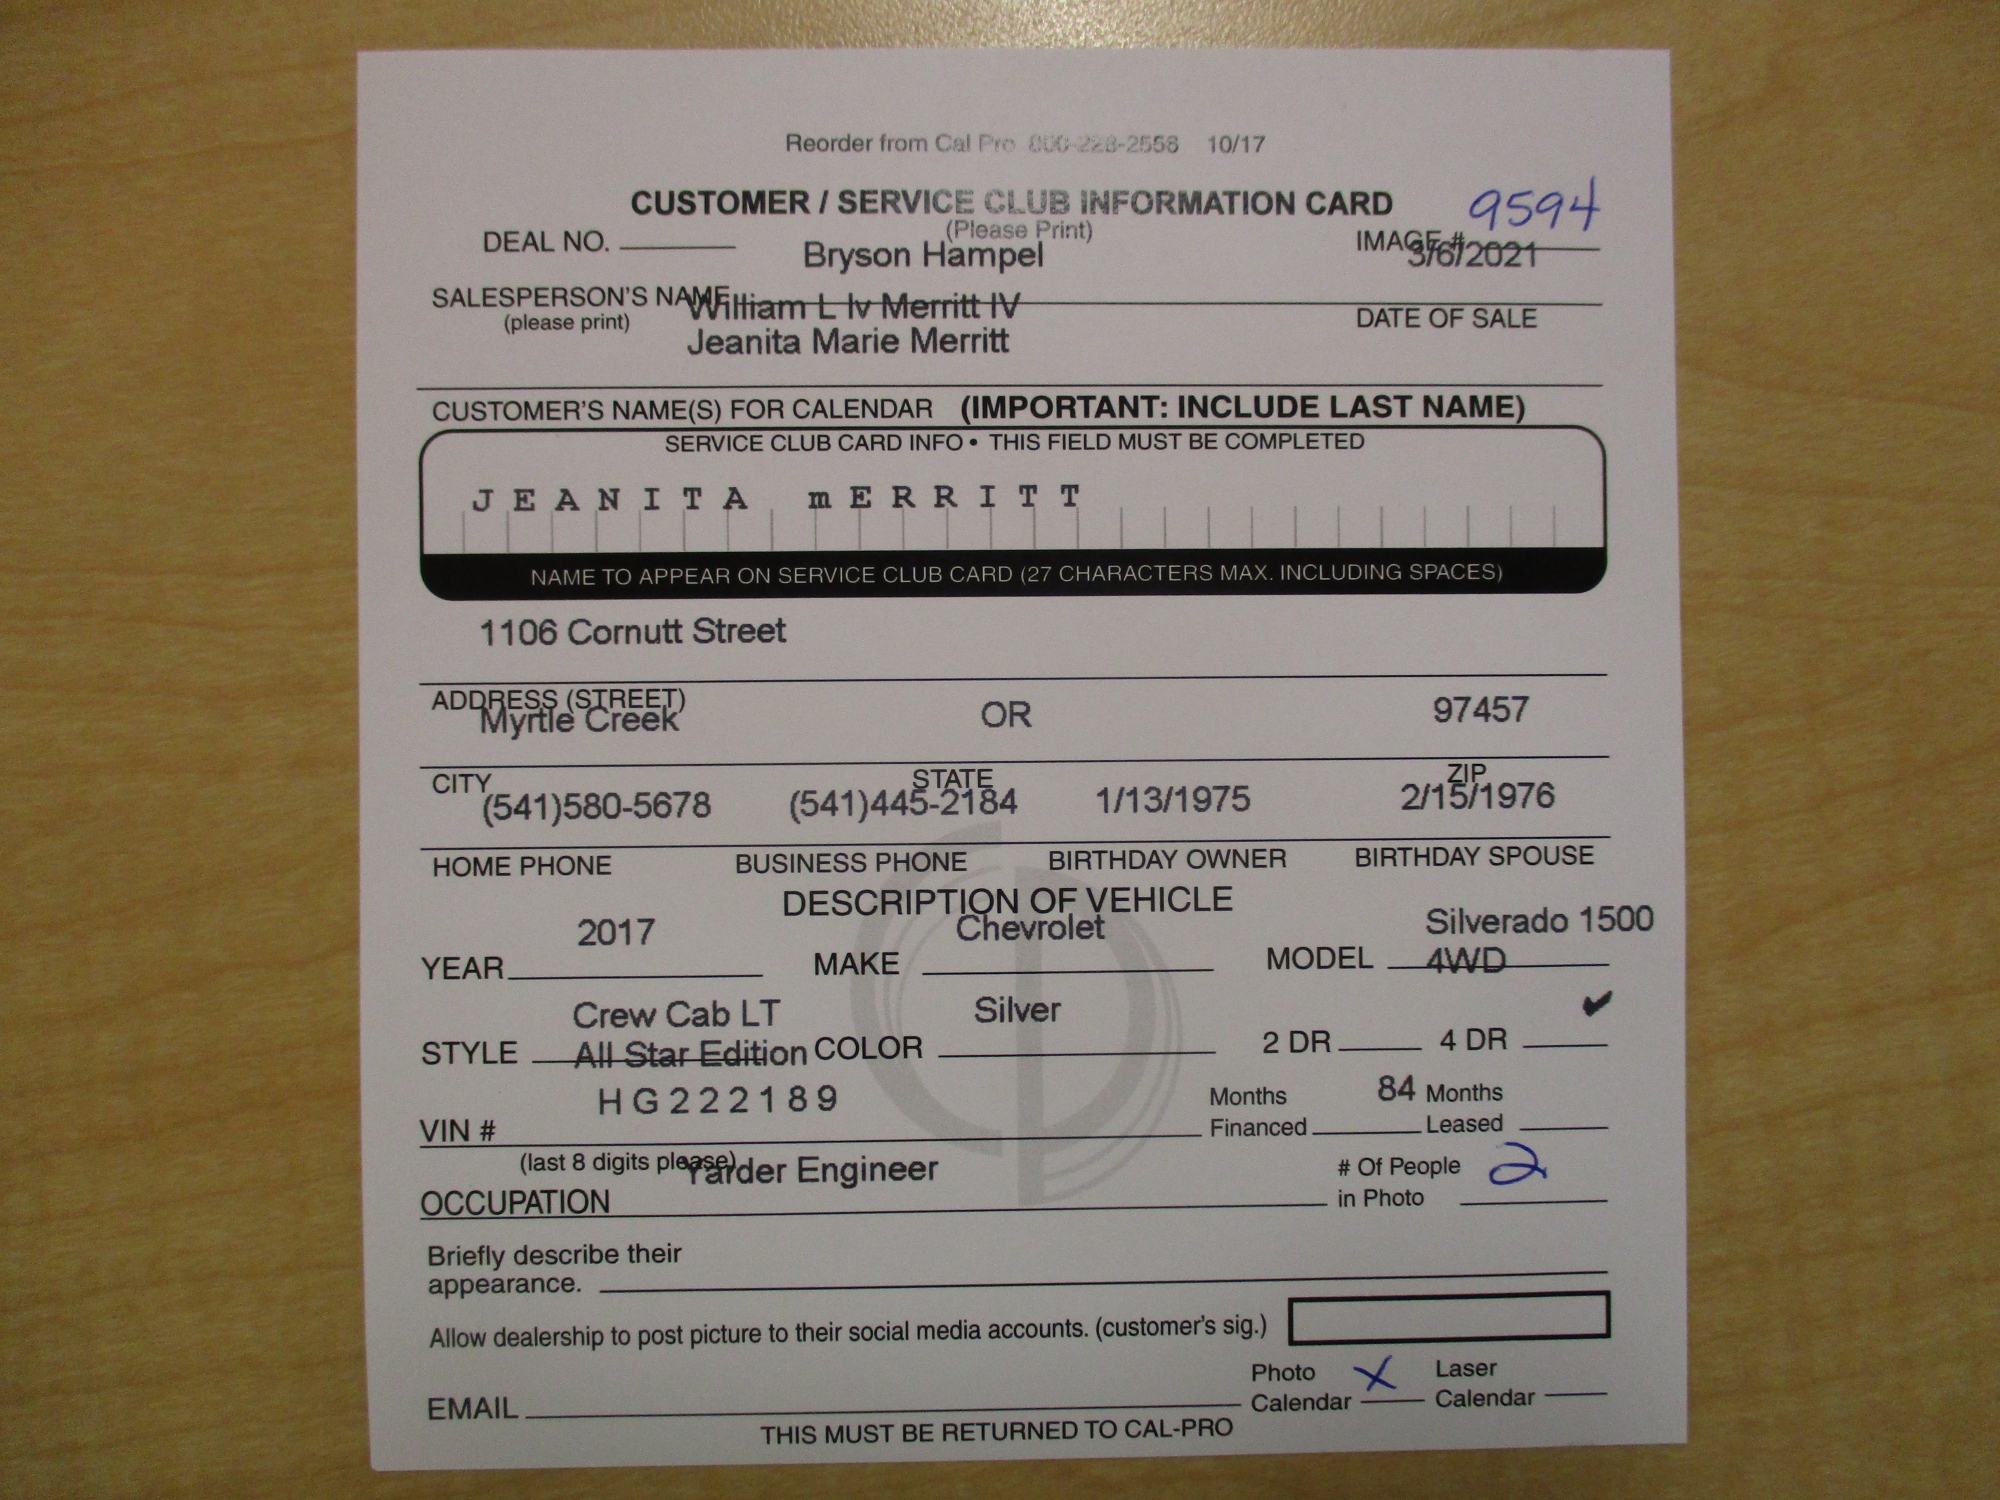 Reorder from Cal Pro 800-228-2558 10/17
CUSTOMER / SERVICE CLUB INFORMATION CARD 9594
(Please Print)
DEAL NO. Bryson Hampel IMAGE # 3/6/2021
SALESPERSON'S NAME William L Iv Merritt IV
(please print) DATE OF SALE
Jeanita Marie Merritt
CUSTOMER'S NAME(S) FOR CALENDAR (IMPORTANT: INCLUDE LAST NAME)
SERVICE CLUB CARD INFO • THIS FIELD MUST BE COMPLETED
JEANITA mERRITT
NAME TO APPEAR ON SERVICE CLUB CARD (27 CHARACTERS MAX. INCLUDING SPACES)
1106 Cornutt Street
ADDRESS (STREET)
Myrtle Creek OR 97457
CITY STATE ZIP
(541)580-5678 (541)445-2184 1/13/1975 2/15/1976
HOME PHONE BUSINESS PHONE BIRTHDAY OWNER BIRTHDAY SPOUSE
DESCRIPTION OF VEHICLE
2017 Chevrolet Silverado 1500
YEAR MAKE MODEL 4WD
Crew Cab LT Silver ✔
STYLE All Star Edition COLOR 2 DR 4 DR
HG222189 Months 84 Months
VIN # Financed Leased
(last 8 digits please) Yarder Engineer # Of People 2
OCCUPATION in Photo
Briefly describe their
appearance.
Allow dealership to post picture to their social media accounts. (customer's sig.)
Photo X Laser
EMAIL Calendar Calendar
THIS MUST BE RETURNED TO CAL-PRO